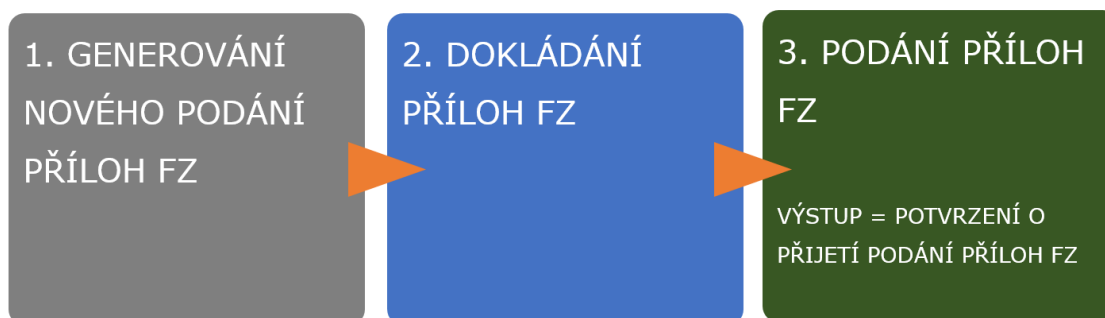 1. GENEROVÁNÍ
NOVÉHO PODÁNÍ
PŘÍLOH FZ
2. DOKLÁDÁNÍ
PŘÍLOH FZ
3. PODÁNÍ PŘÍLOH
FZ
VÝSTUP = POTVRZENÍ O
PŘIJETÍ PODÁNÍ PŘÍLOH FZ